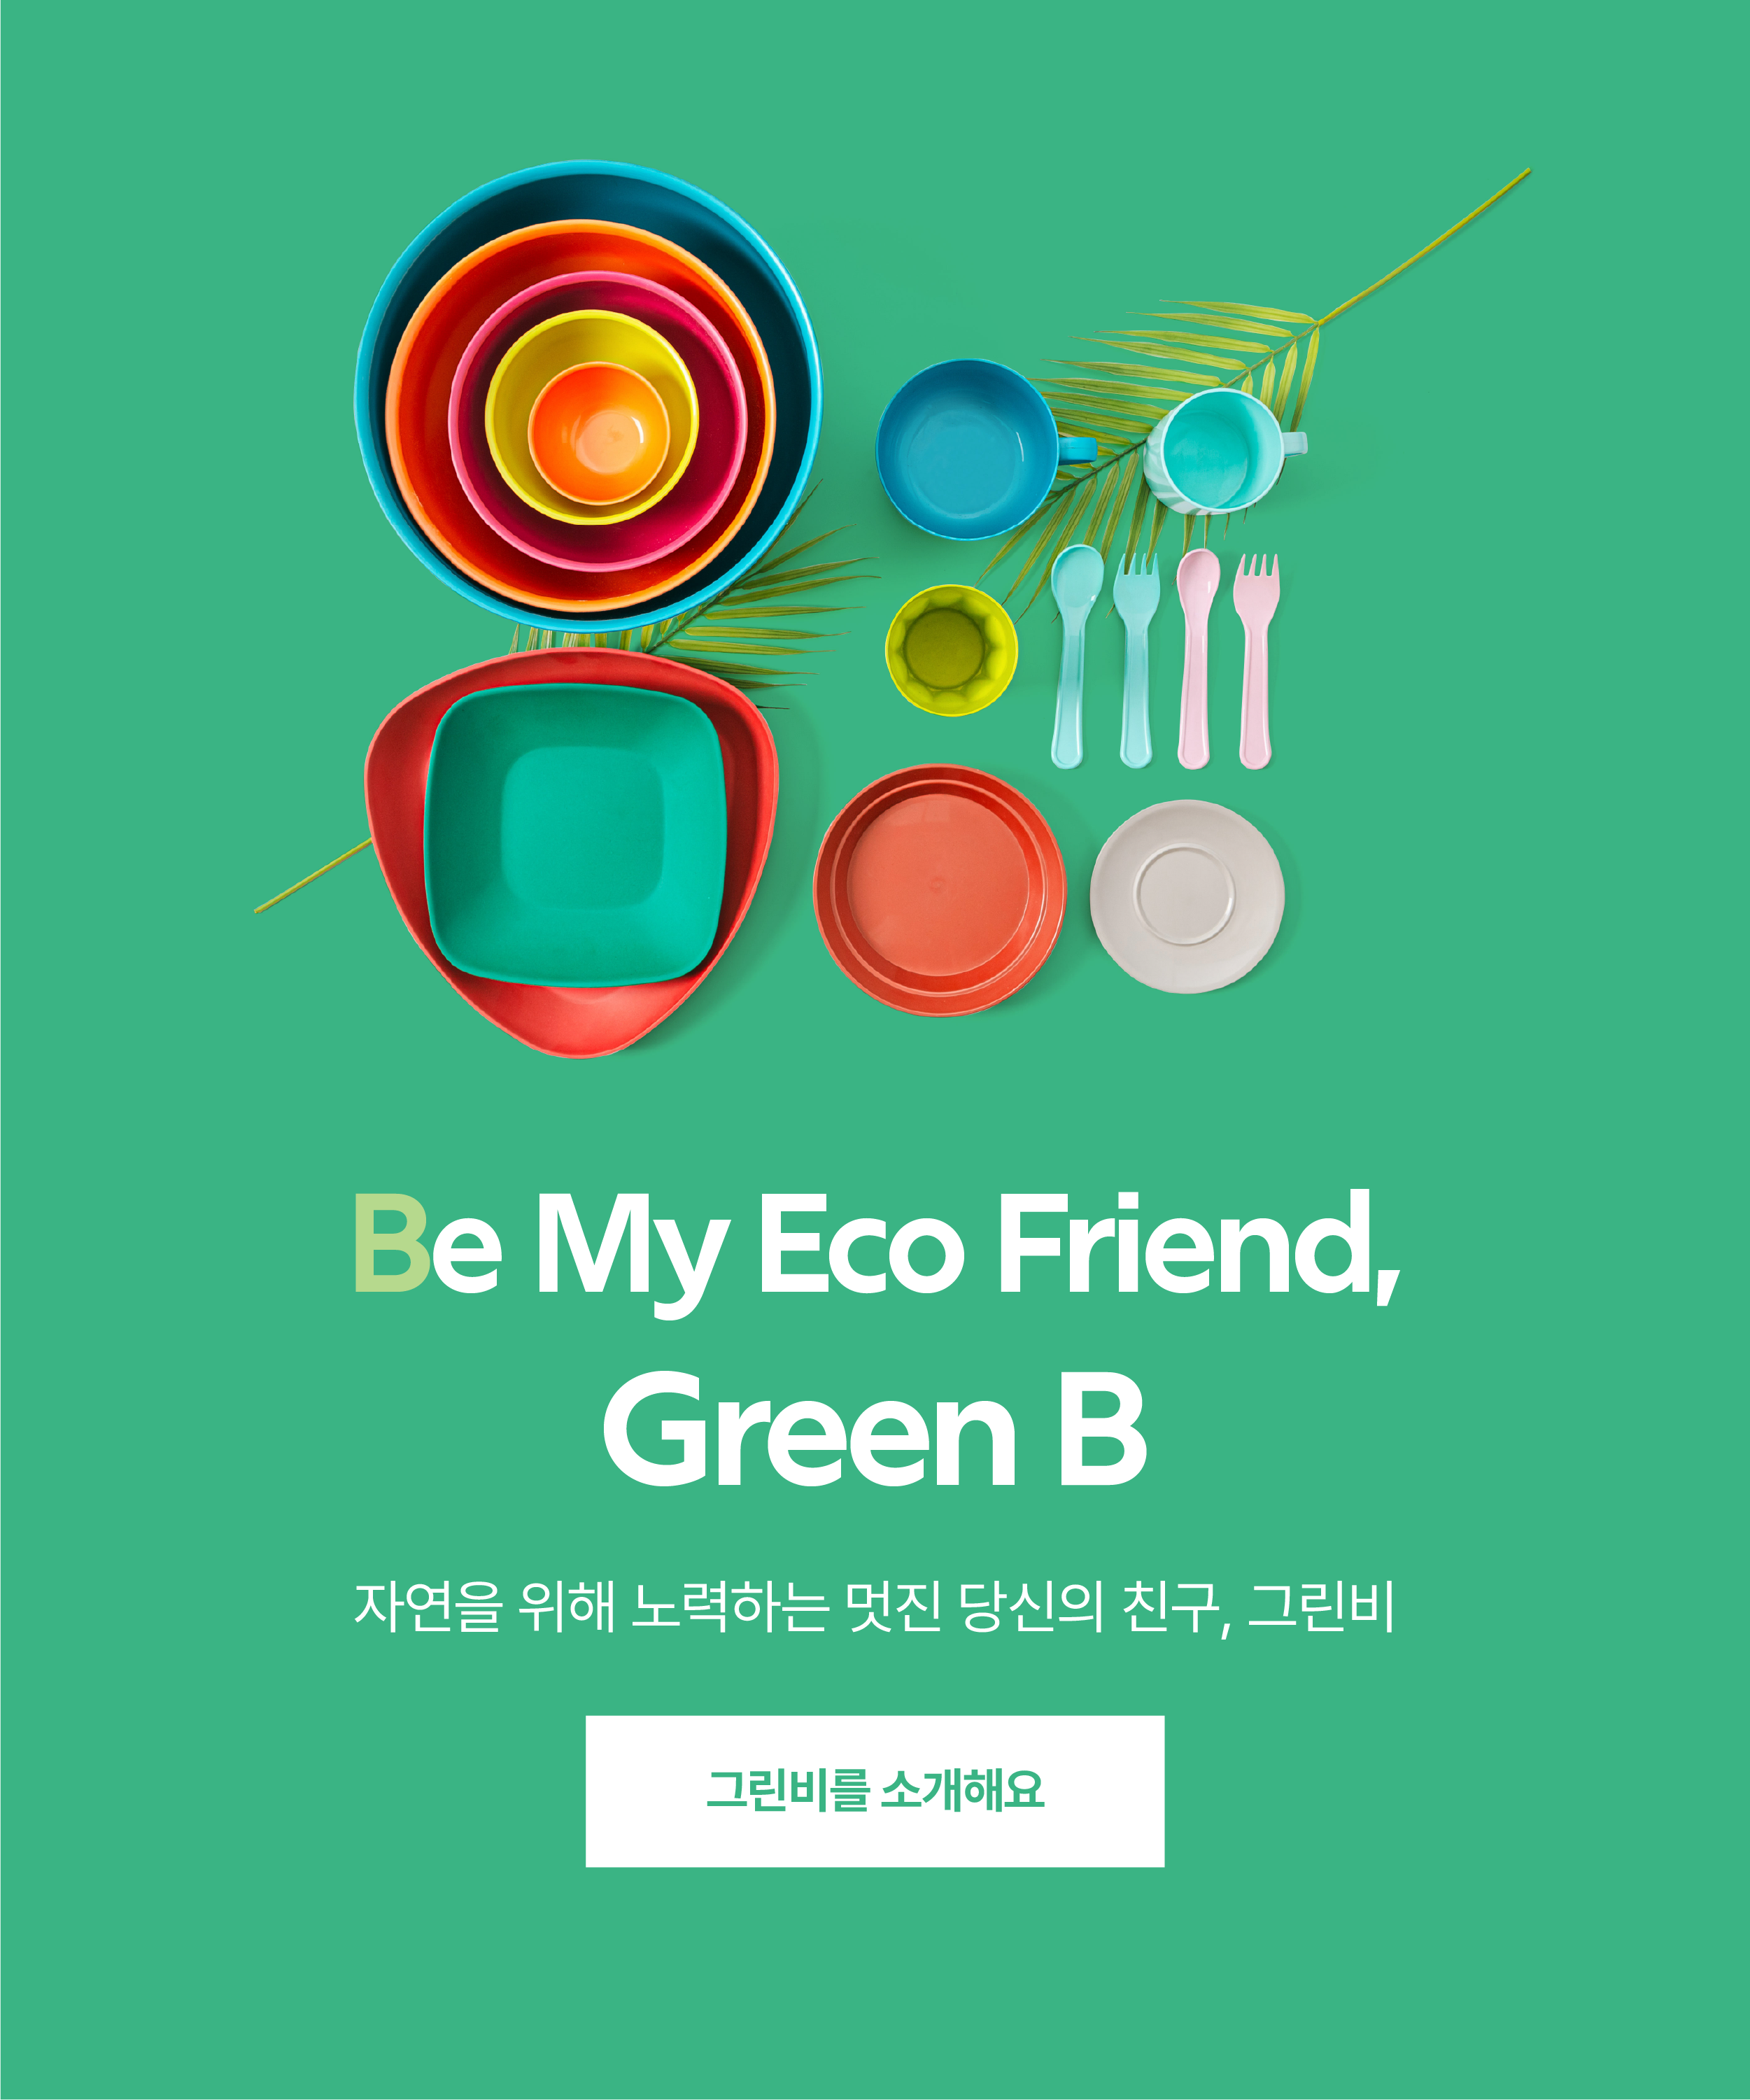 Be My Eco Friend,
Green B
자연을 위해 노력하는 멋진 당신의 친구, 그린비
그린비를 소개해요